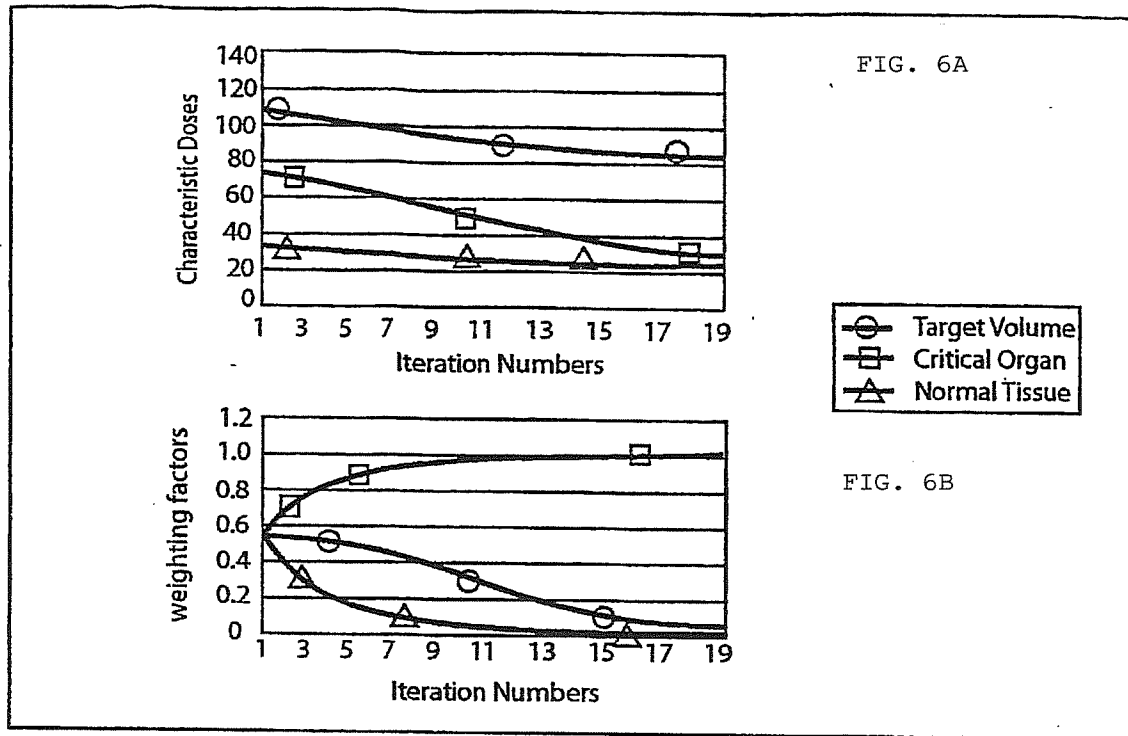 FIG. 6A
Characteristic Doses
140
120
100
80
60
40
20
0
1 3 5 7 9 11 13 15 17 19
Iteration Numbers
Target Volume
Critical Organ
Normal Tissue
FIG. 6B
weighting factors
1.2
1.0
0.8
0.6
0.4
0.2
0
1 3 5 7 9 11 13 15 17 19
Iteration Numbers